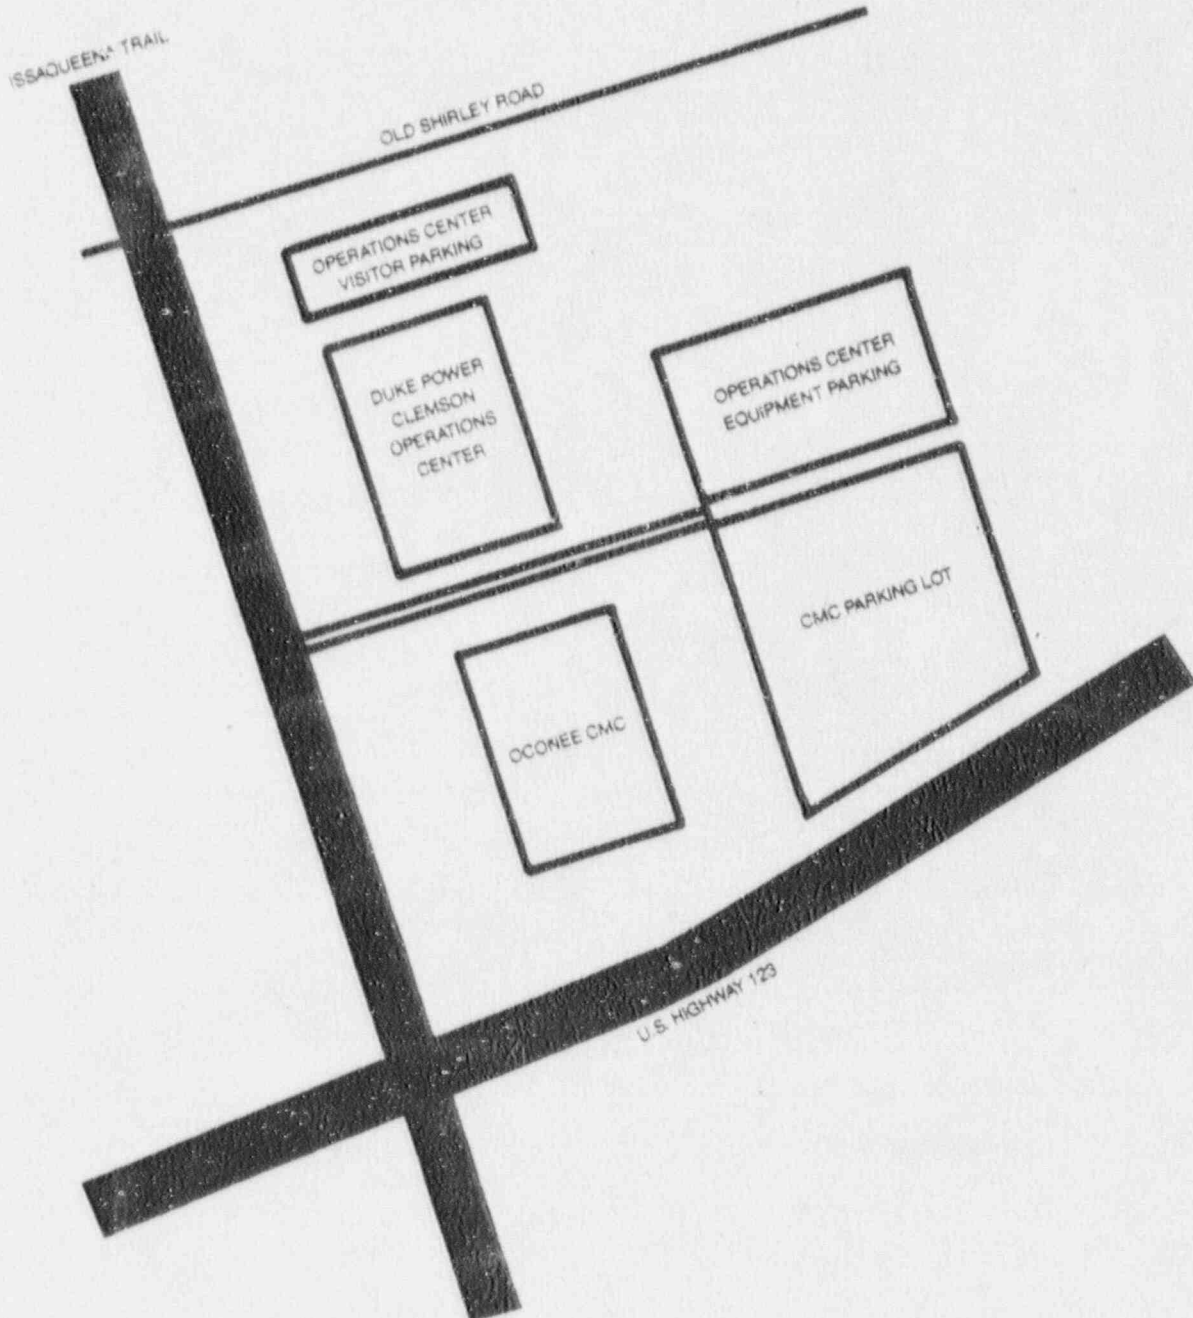 ISSAQUEENA TRAIL
OLD SHIRLEY ROAD
OPERATIONS CENTER
VISITOR PARKING
DUKE POWER
CLEMSON
OPERATIONS
CENTER
OPERATIONS CENTER
EQUIPMENT PARKING
CMC PARKING LOT
OCONEE CMC
U.S. HIGHWAY 123